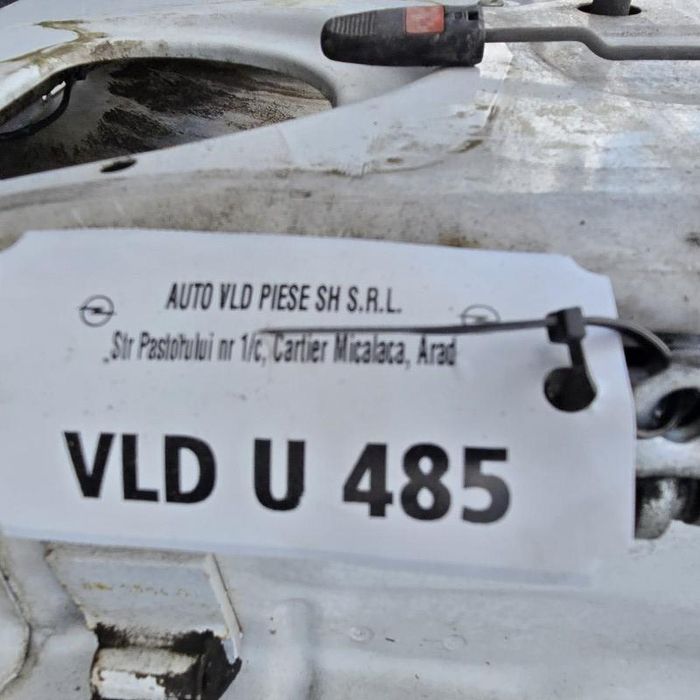 AUTO VLD PIESE SH S.R.L.
Str Pastorului nr 1/c, Cartier Micalaca, Arad
VLD U 485